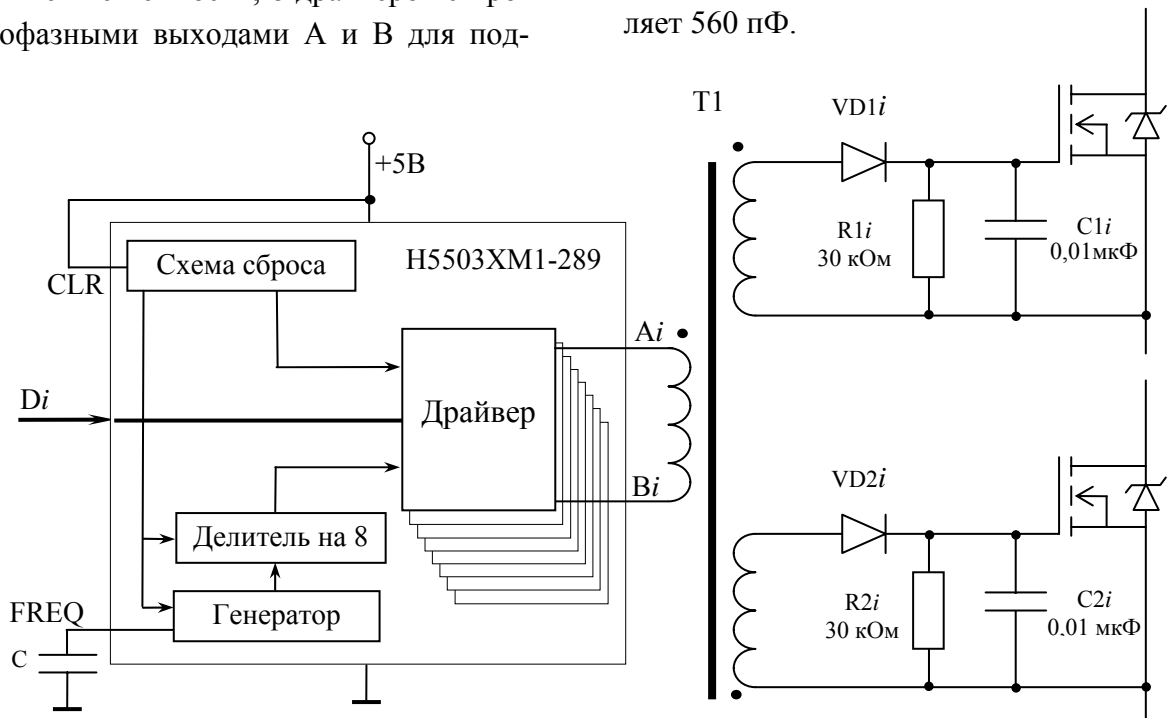 офазными выходами А и В для под-
ляет 560 пФ.
T1
VD1i
+5В
R1i
30 кОм
C1i
0,01мкФ
Схема сброса
Н5503ХМ1-289
CLR
Ai
Di
Драйвер
Bi
VD2i
Делитель на 8
R2i
30 кОм
C2i
0,01 мкФ
FREQ
Генератор
C